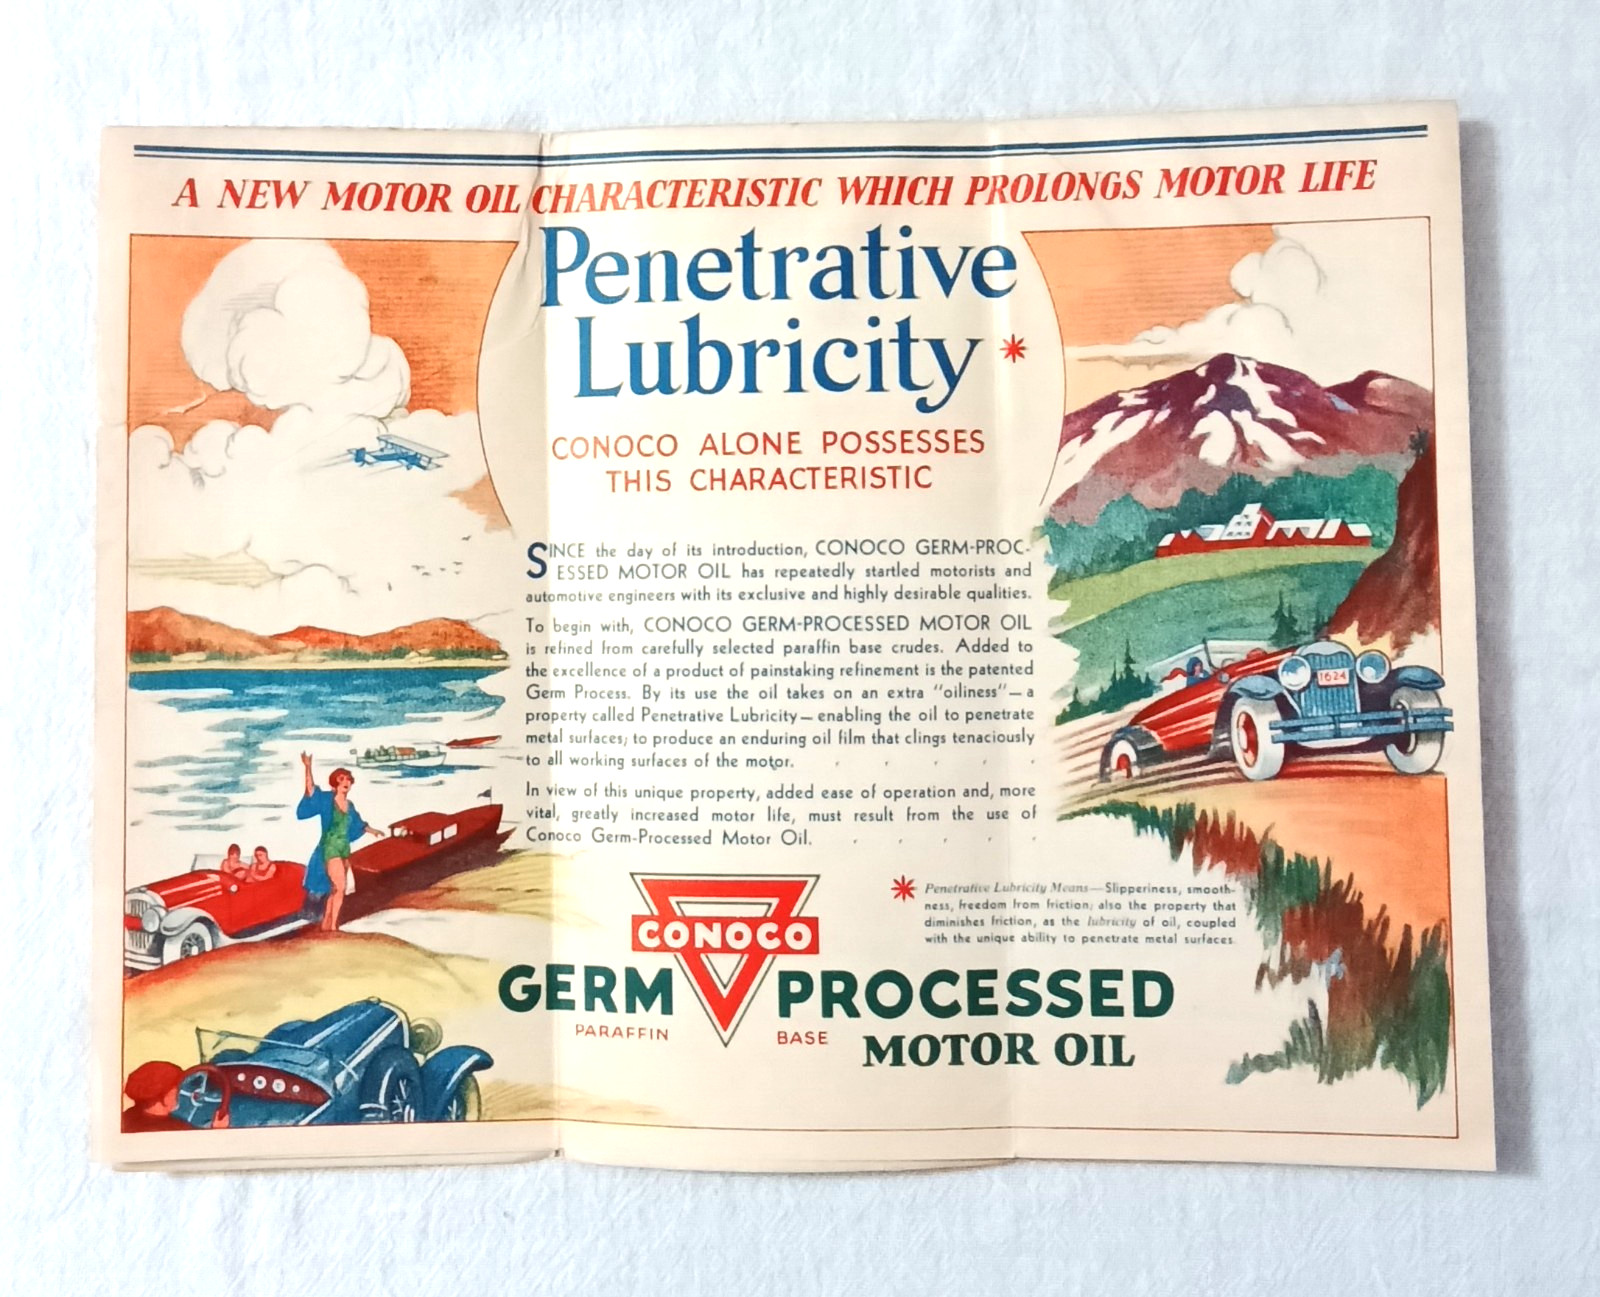 A NEW MOTOR OIL CHARACTERISTIC WHICH PROLONGS MOTOR LIFE
Penetrative
Lubricity *
CONOCO ALONE POSSESSES
THIS CHARACTERISTIC
SINCE the day of its introduction, CONOCO GERM-PROC-
ESSED MOTOR OIL has repeatedly startled motorists and
automotive engineers with its exclusive and highly desirable qualities.
To begin with, CONOCO GERM-PROCESSED MOTOR OIL
is refined from carefully selected paraffin base crudes. Added to
the excellence of a product of painstaking refinement is the patented
Germ Process. By its use the oil takes on an extra "oiliness"—a
property called Penetrative Lubricity—enabling the oil to penetrate
metal surfaces; to produce an enduring oil film that clings tenaciously
to all working surfaces of the motor. . . . . .
In view of this unique property, added ease of operation and, more
vital, greatly increased motor life, must result from the use of
Conoco Germ-Processed Motor Oil. . . . . .
* Penetrative Lubricity Means—Slipperiness, smooth-
ness, freedom from friction; also the property that
diminishes friction, as the lubricity of oil, coupled
with the unique ability to penetrate metal surfaces.
CONOCO
GERM PROCESSED
PARAFFIN BASE
MOTOR OIL
1624